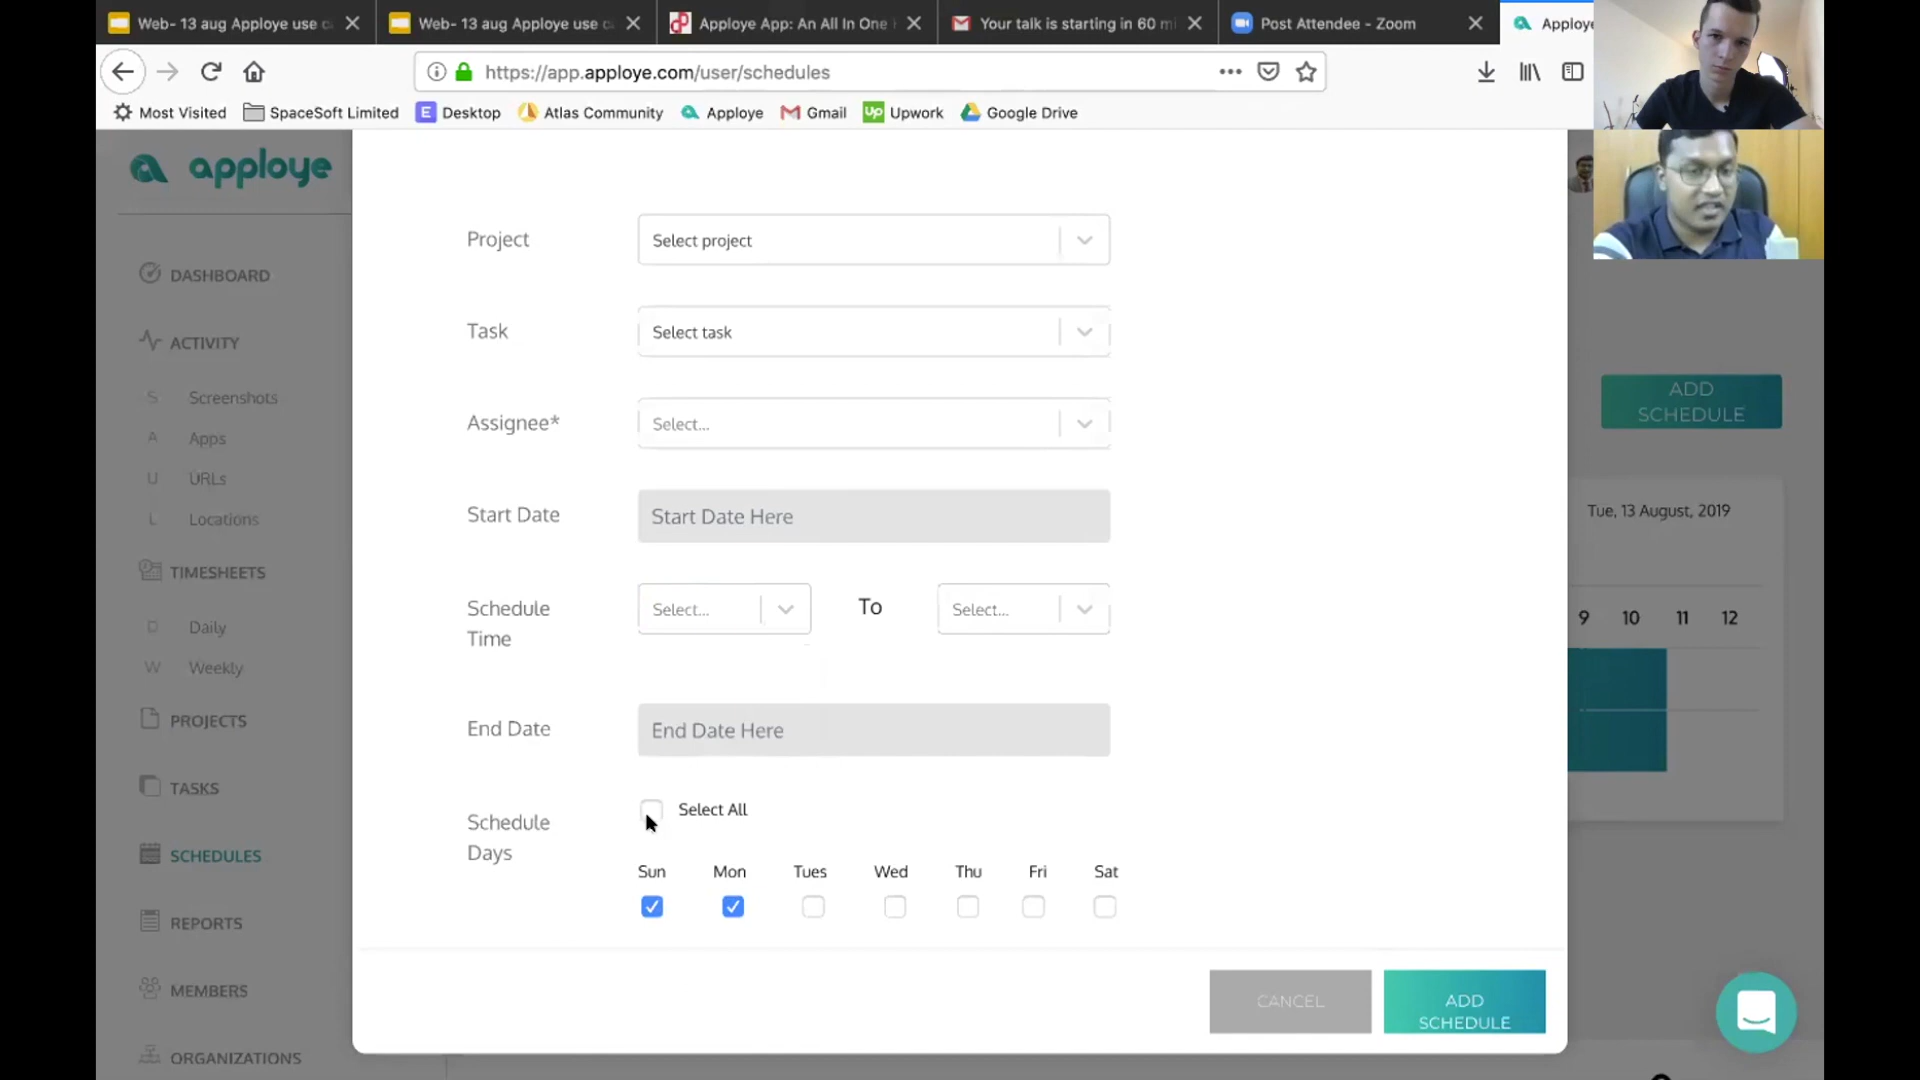 Web- 13 aug Apploye use c
Web- 13 aug Apploye use c
Apploye App: An All In One
Your talk is starting in 60 mi
Post Attendee - Zoom
Apploye
https://app.apploye.com/user/schedules
Most Visited
SpaceSoft Limited
E
Desktop
Atlas Community
Apploye
Gmail
Up
Upwork
Google Drive
apploye
DASHBOARD
ACTIVITY
S Screenshots
A Apps
U URLs
L Locations
TIMESHEETS
D Daily
W Weekly
PROJECTS
TASKS
SCHEDULES
REPORTS
MEMBERS
ORGANIZATIONS
Project
Select project
Task
Select task
Assignee*
Select...
Start Date
Start Date Here
Schedule
Time
Select...
To
Select...
End Date
End Date Here
Schedule
Days
Select All
Sun Mon Tues Wed Thu Fri Sat
CANCEL
ADD
SCHEDULE
ADD
SCHEDULE
Tue, 13 August, 2019
9 10 11 12